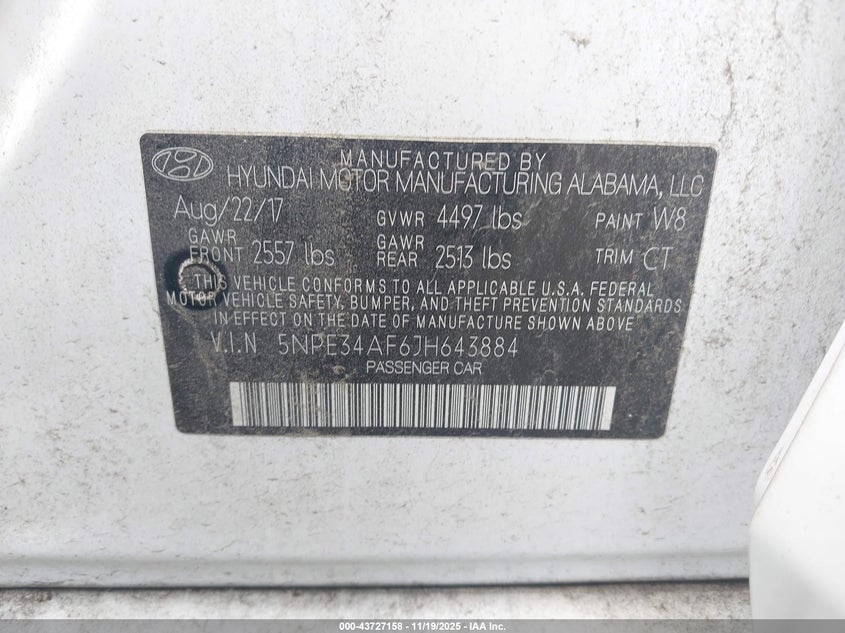 MANUFACTURED BY
HYUNDAI MOTOR MANUFACTURING ALABAMA, LLC
Aug/22/17 GVWR 4497 lbs PAINT W8
GAWR FRONT 2557 lbs GAWR REAR 2513 lbs TRIM CT
THIS VEHICLE CONFORMS TO ALL APPLICABLE U.S.A. FEDERAL
MOTOR VEHICLE SAFETY, BUMPER, AND THEFT PREVENTION STANDARDS
IN EFFECT ON THE DATE OF MANUFACTURE SHOWN ABOVE
V.I.N 5NPE34AF6JH643884
PASSENGER CAR
000-43727158 - 11/19/2025 - IAA Inc.